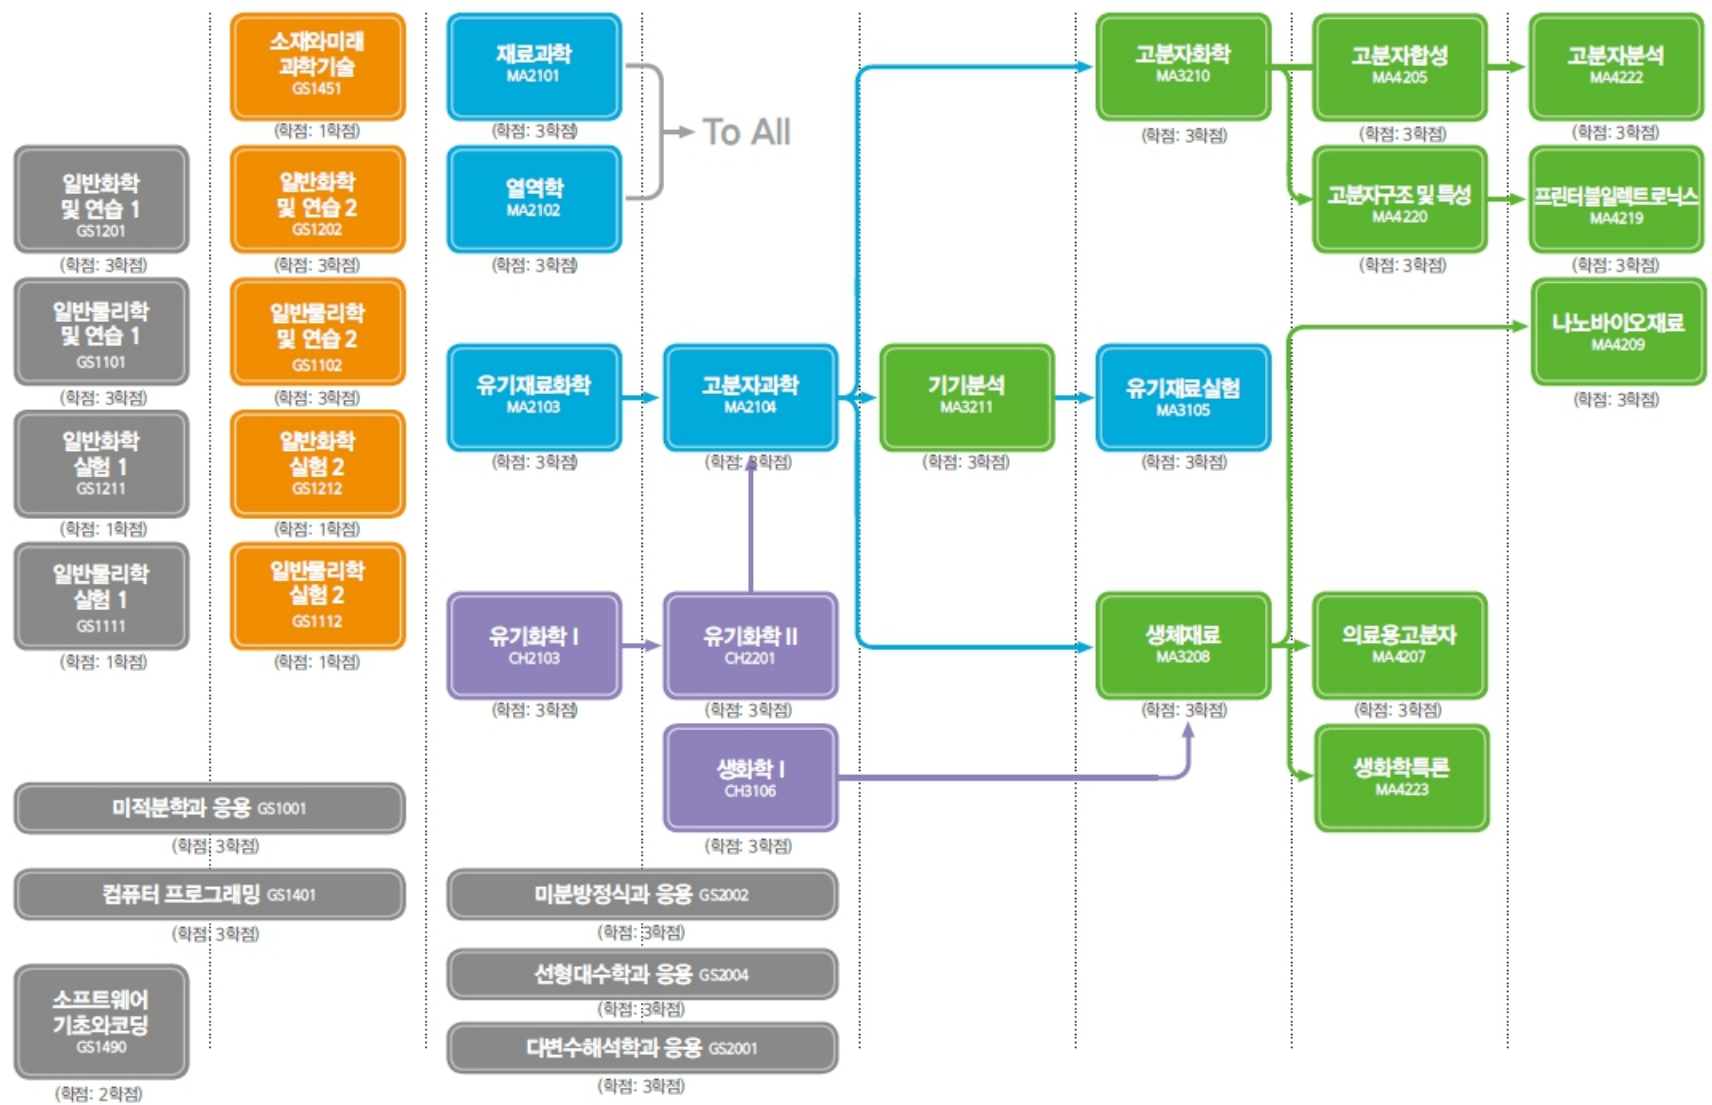 소재와미래
과학기술
GS1451
(학점: 1학점)
재료과학
MA2101
(학점: 3학점)
To All
고분자화학
MA3210
(학점: 3학점)
고분자합성
MA4205
(학점: 3학점)
고분자분석
MA4222
(학점: 3학점)
일반화학
및 연습 1
GS1201
(학점: 3학점)
일반화학
및 연습 2
GS1202
(학점: 3학점)
열역학
MA2102
(학점: 3학점)
고분자구조 및 특성
MA4220
(학점: 3학점)
프린터블일렉트로닉스
MA4219
(학점: 3학점)
일반물리학
및 연습 1
GS1101
(학점: 3학점)
일반물리학
및 연습 2
GS1102
(학점: 3학점)
나노바이오재료
MA4209
(학점: 3학점)
유기재료화학
MA2103
(학점: 3학점)
고분자과학
MA2104
(학점: 3학점)
기기분석
MA3211
(학점: 3학점)
유기재료실험
MA3105
(학점: 3학점)
일반화학
실험 1
GS1211
(학점: 1학점)
일반화학
실험 2
GS1212
(학점: 1학점)
일반물리학
실험 1
GS1111
(학점: 1학점)
일반물리학
실험 2
GS1112
(학점: 1학점)
유기화학 I
CH2103
(학점: 3학점)
유기화학 II
CH2201
(학점: 3학점)
생체재료
MA3208
(학점: 3학점)
의료용고분자
MA4207
(학점: 3학점)
생화학 I
CH3106
(학점: 3학점)
생화학특론
MA4223
미적분학과 응용 GS1001
(학점: 3학점)
컴퓨터 프로그래밍 GS1401
(학점: 3학점)
미분방정식과 응용 GS2002
(학점: 3학점)
선형대수학과 응용 GS2004
(학점: 3학점)
소프트웨어
기초와코딩
GS1490
(학점: 2학점)
다변수해석학과 응용 GS2001
(학점: 3학점)